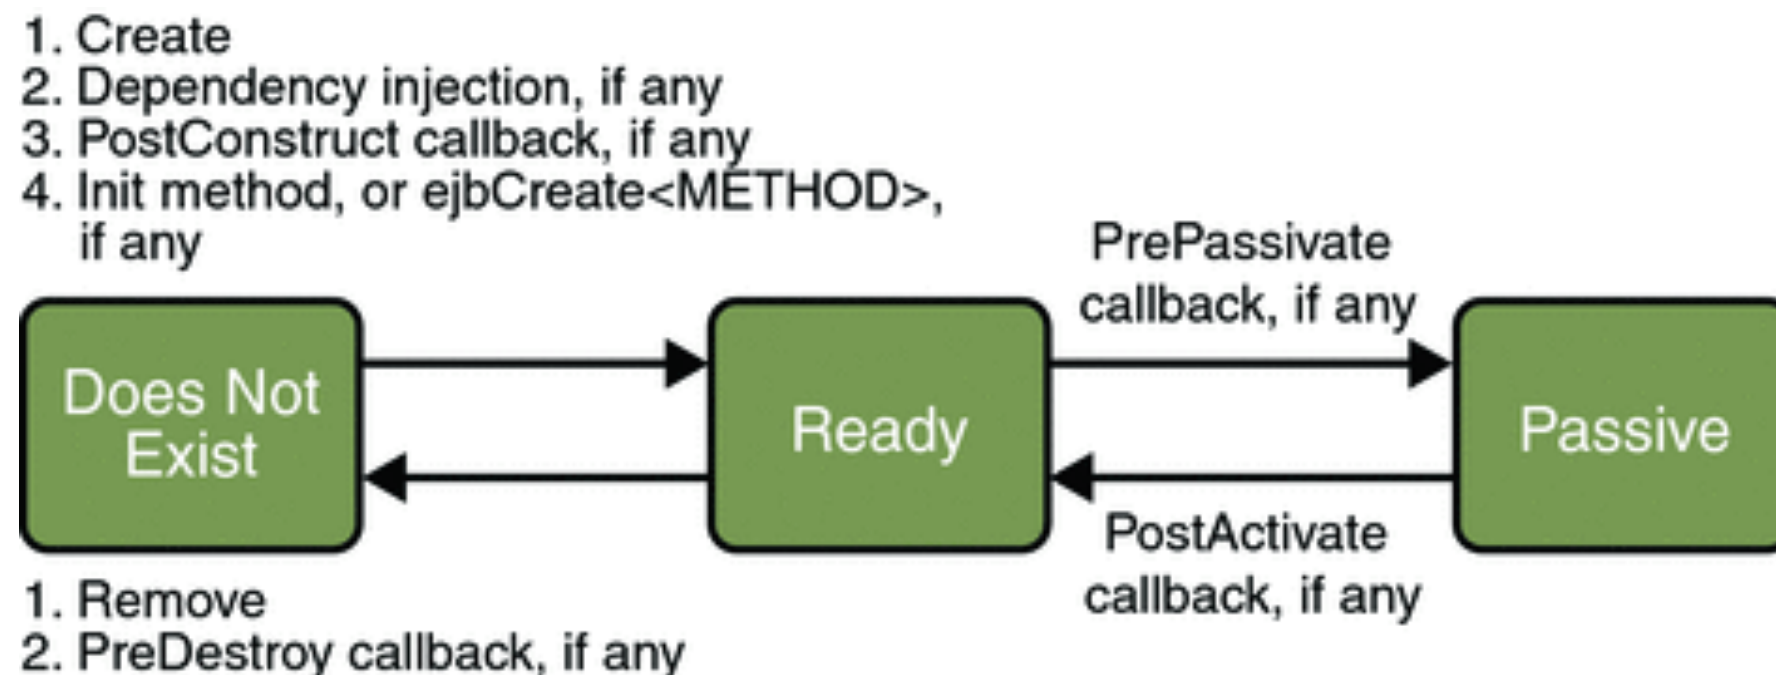 1. Create
2. Dependency injection, if any
3. PostConstruct callback, if any
4. Init method, or ejbCreate<METHOD>,
if any
PrePassivate
callback, if any
Does Not
Exist
Ready
Passive
PostActivate
callback, if any
1. Remove
2. PreDestroy callback, if any